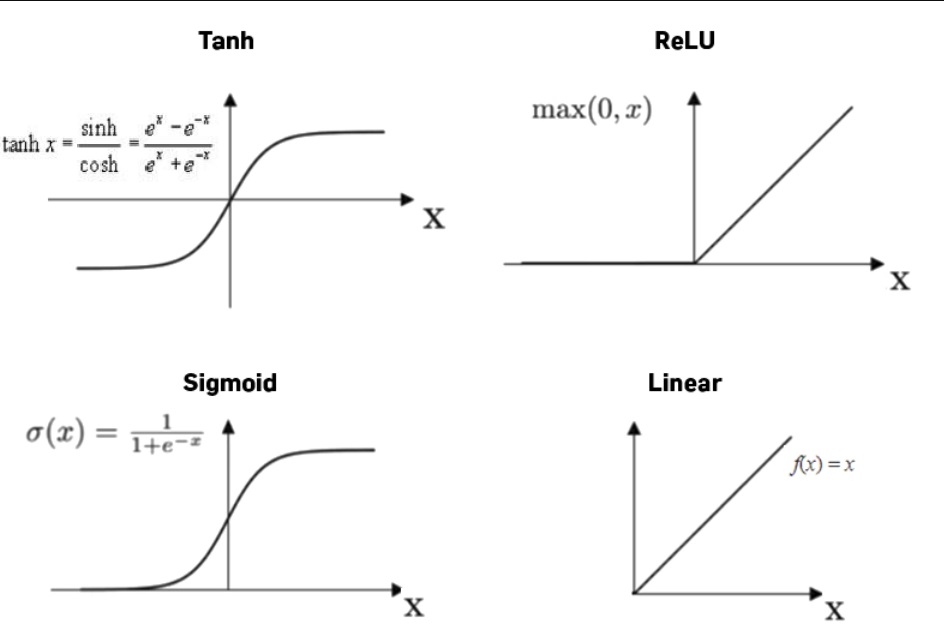 Tanh
tanh x = sinh/cosh = e^x - e^-x / e^x + e^-x
X
ReLU
max(0, x)
X
Sigmoid
σ(x) = 1/1+e^-x
X
Linear
f(x) = x
X